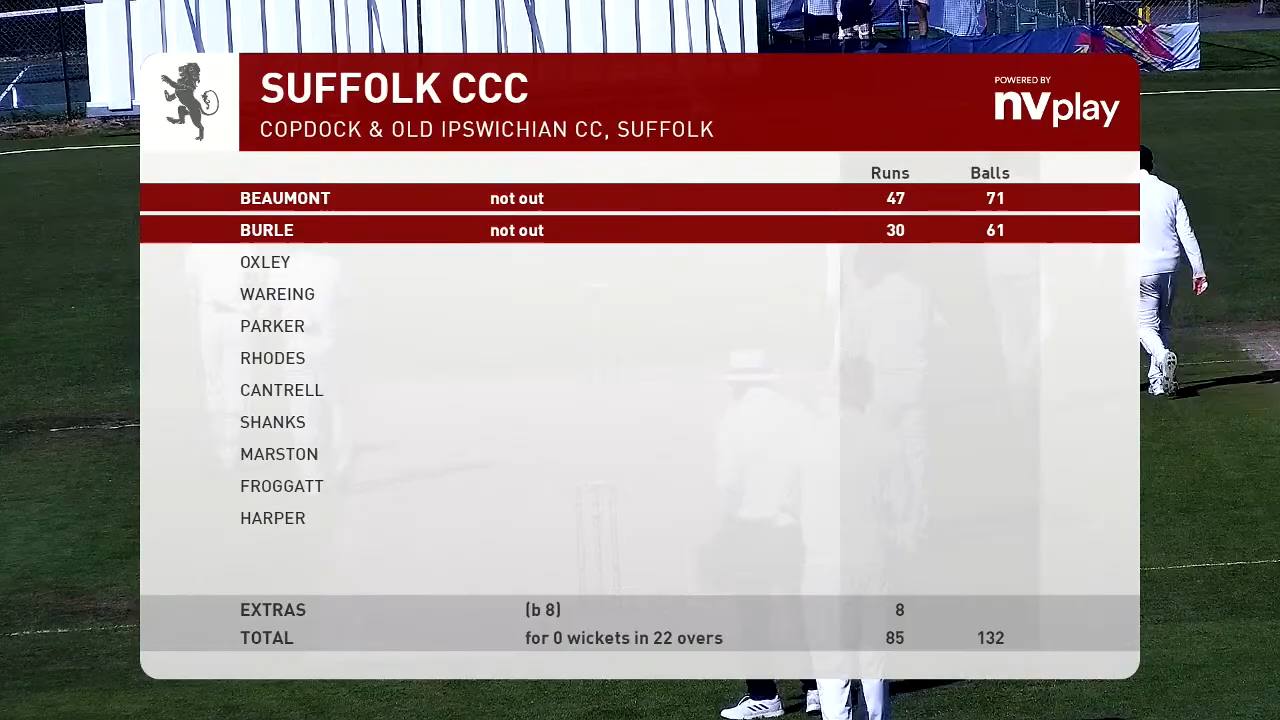 SUFFOLK CCC
COPDOCK & OLD IPSWICHIAN CC, SUFFOLK
POWERED BY
nvplay
Runs Balls
BEAUMONT not out 47 71
BURLE not out 30 61
OXLEY
WAREING
PARKER
RHODES
CANTRELL
SHANKS
MARSTON
FROGGATT
HARPER
EXTRAS (b 8) 8
TOTAL for 0 wickets in 22 overs 85 132